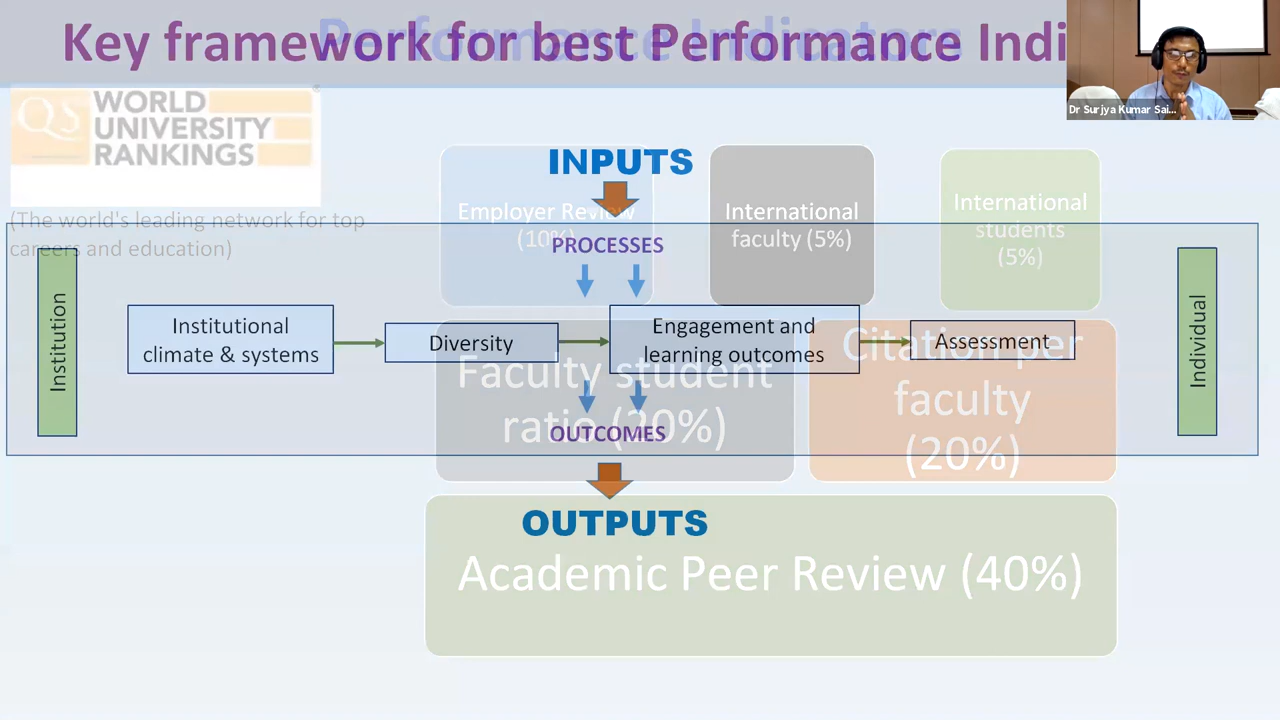 Key framework for best Performance Indi
Performance Indicators
Dr Surjya Kumar Sai...
QS
WORLD
UNIVERSITY
RANKINGS
®
(The world's leading network for top
careers and education)
INPUTS
Employer Review
(10%)
International
faculty (5%)
International
students
(5%)
PROCESSES
Institution
Institutional
climate & systems
Diversity
Engagement and
learning outcomes
Assessment
Individual
Faculty student
ratio (20%)
Citation per
faculty
(20%)
OUTCOMES
OUTPUTS
Academic Peer Review (40%)